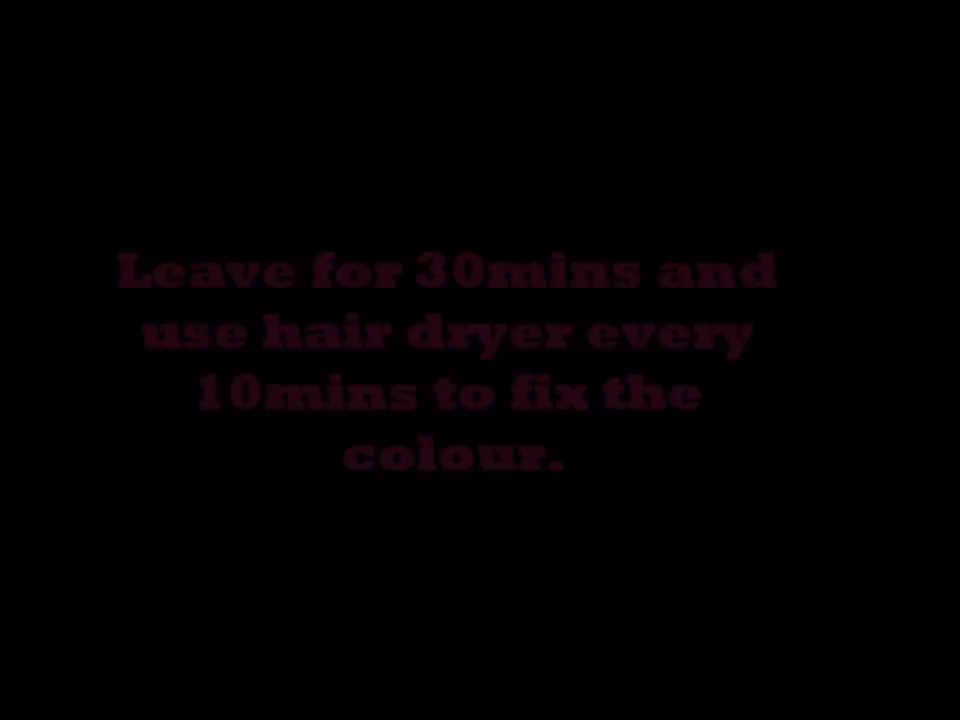 Leave for 30mins and
use hair dryer every
10mins to fix the
colour.